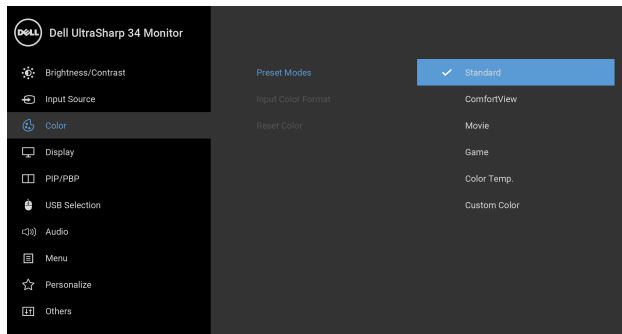 DELL Dell UltraSharp 34 Monitor
Brightness/Contrast
Input Source
Color
Display
PIP/PBP
USB Selection
Audio
Menu
Personalize
Others
Preset Modes
Input Color Format
Reset Color
Standard
ComfortView
Movie
Game
Color Temp.
Custom Color